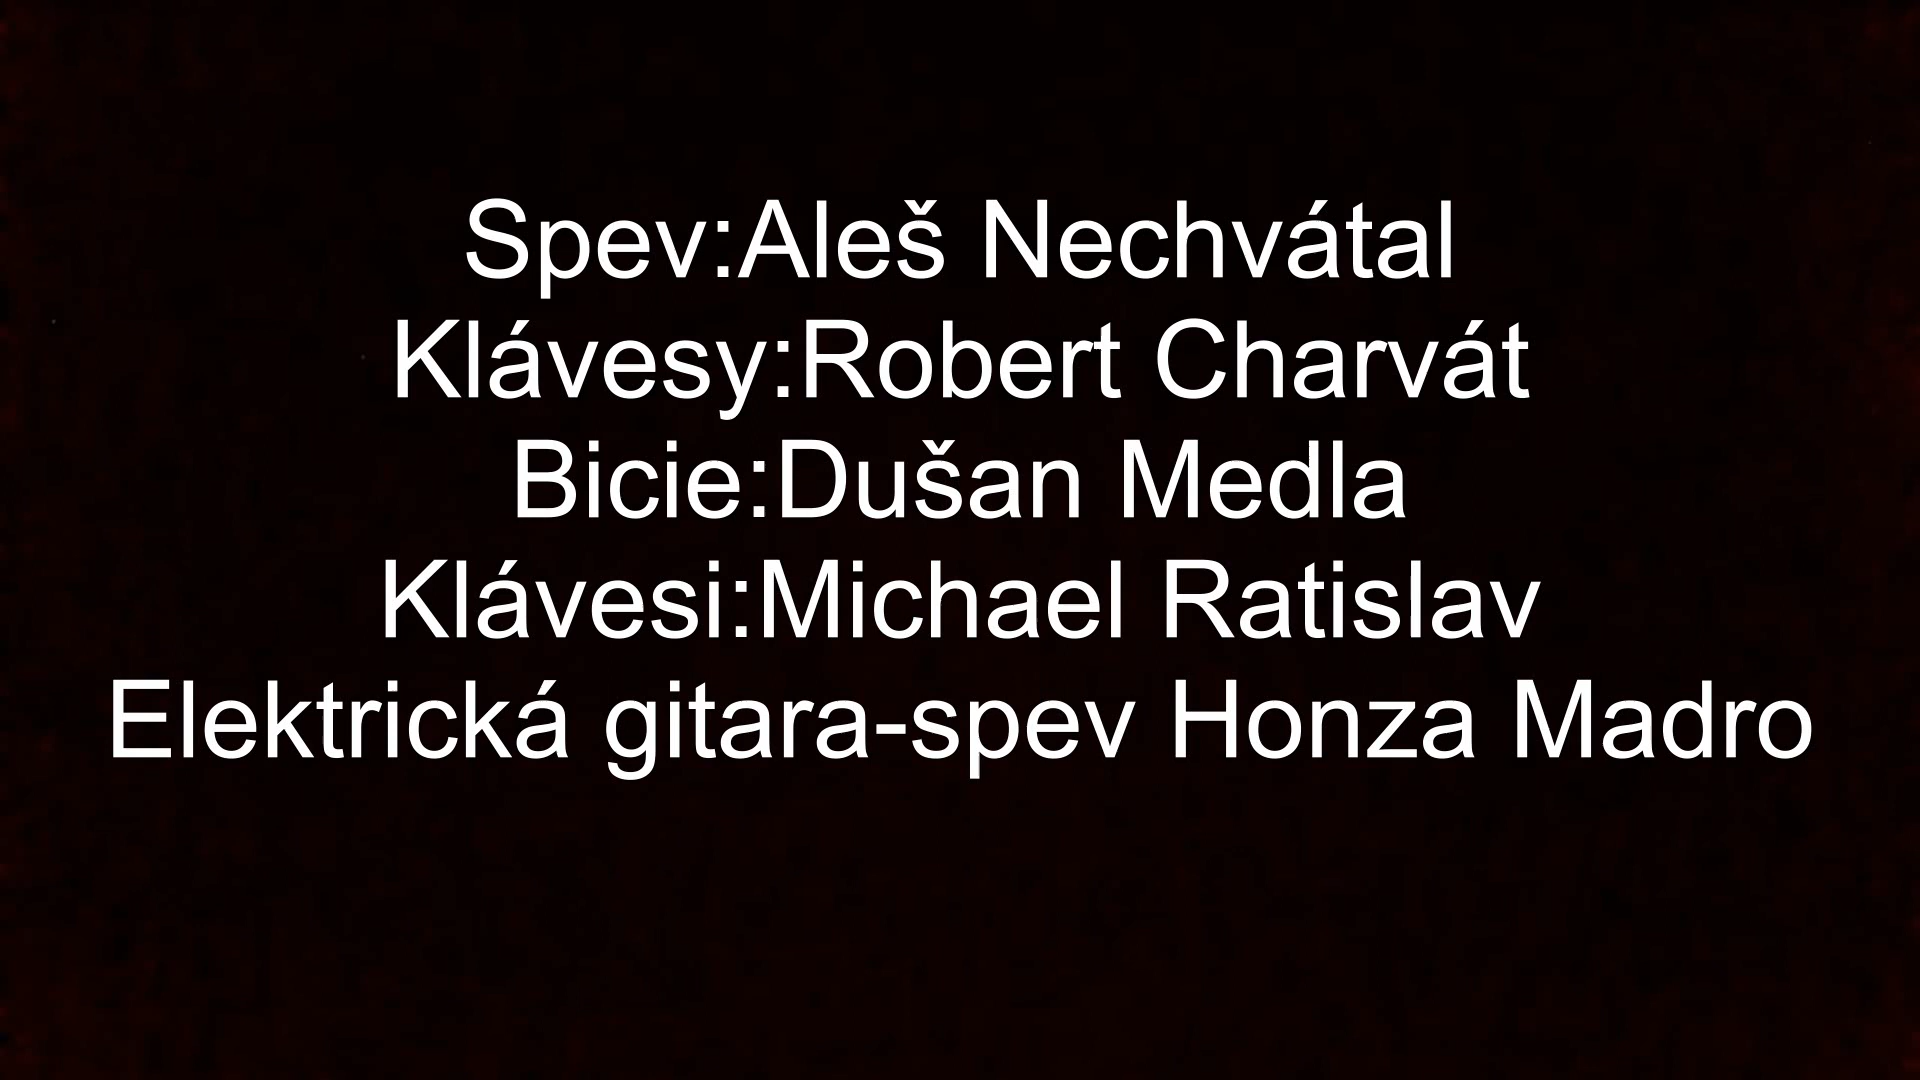 Spev:Aleš Nechvátal
Klávesy:Robert Charvát
Bicie:Dušan Medla
Klávesi:Michael Ratislav
Elektrická gitara-spev Honza Madro